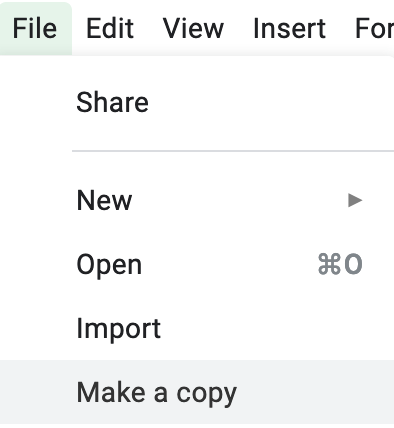 File Edit View Insert For
Share
New ▶
Open ⌘O
Import
Make a copy